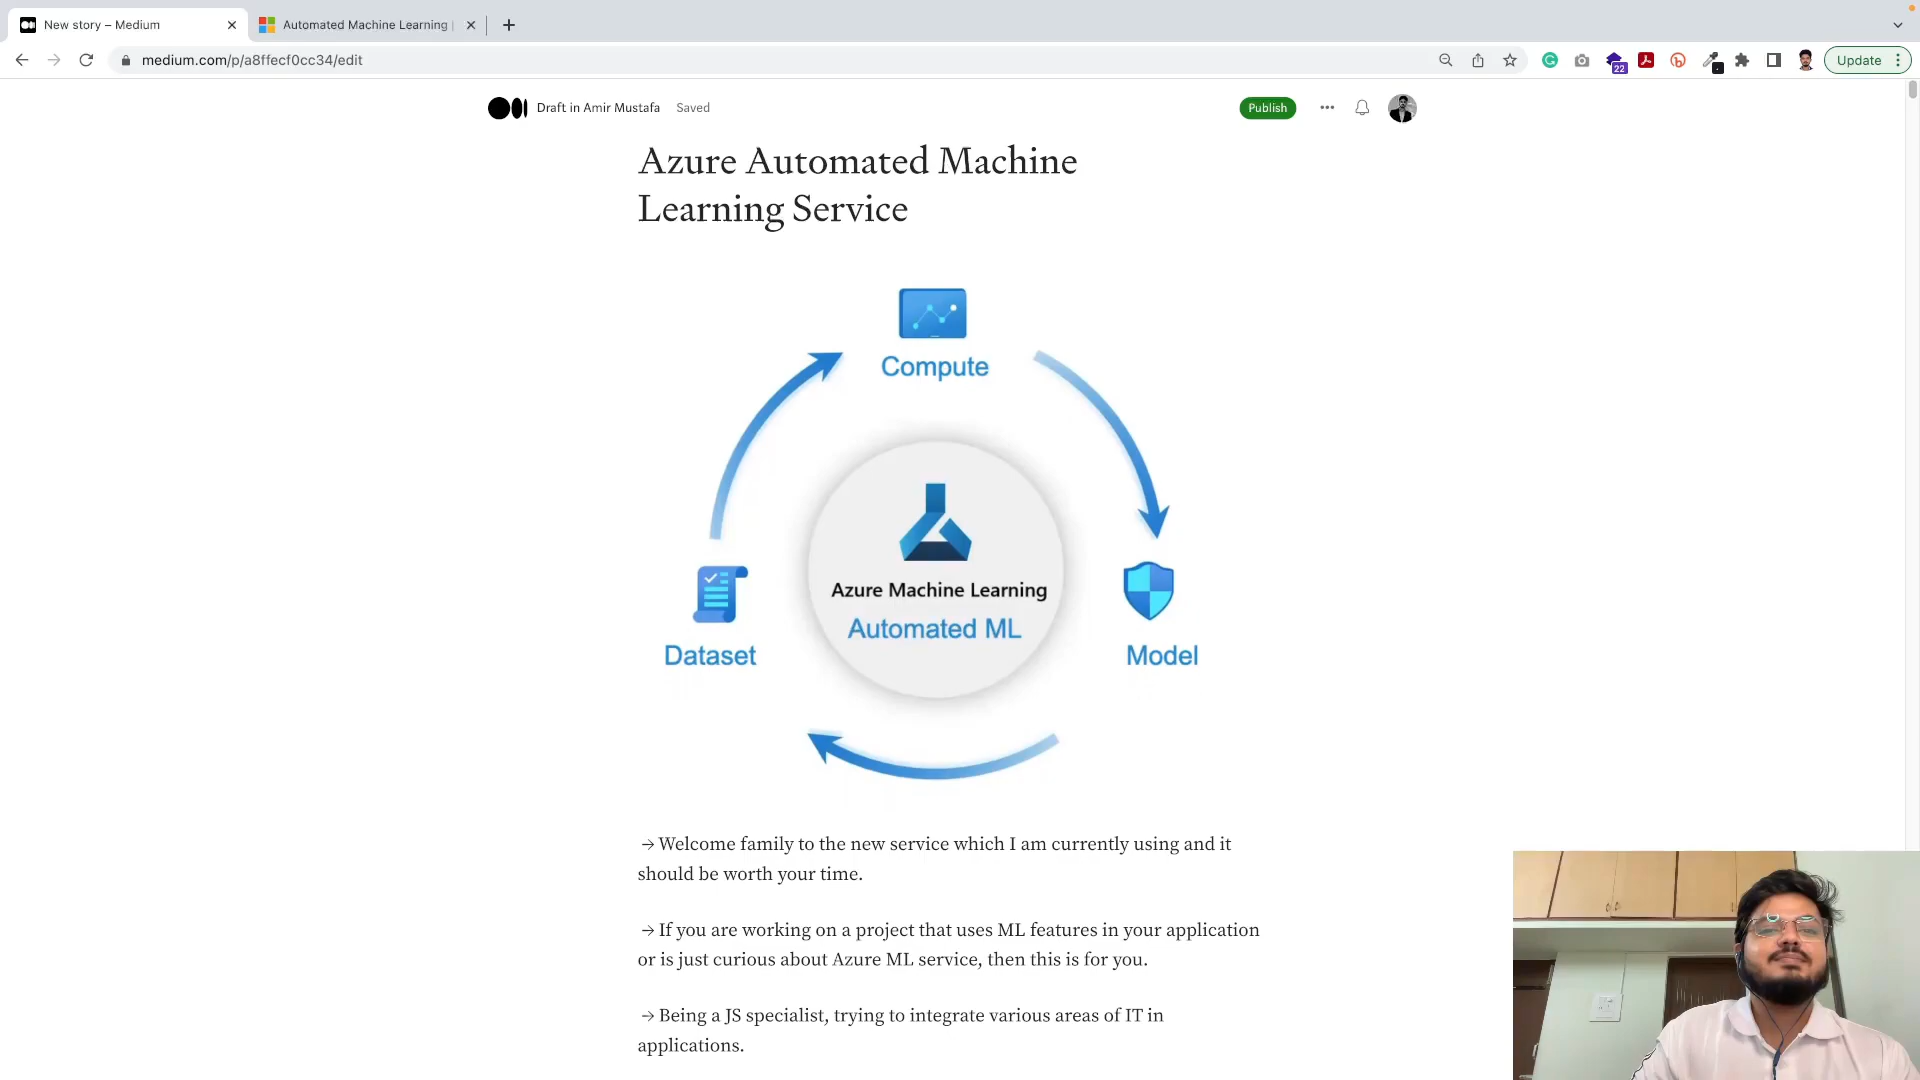 New story – Medium
Automated Machine Learning |
medium.com/p/a8ffecf0cc34/edit
22
Update
Draft in Amir Mustafa
Saved
Publish
Azure Automated Machine
Learning Service
Compute
Azure Machine Learning
Automated ML
Dataset
Model
→ Welcome family to the new service which I am currently using and it
should be worth your time.
→ If you are working on a project that uses ML features in your application
or is just curious about Azure ML service, then this is for you.
→ Being a JS specialist, trying to integrate various areas of IT in
applications.